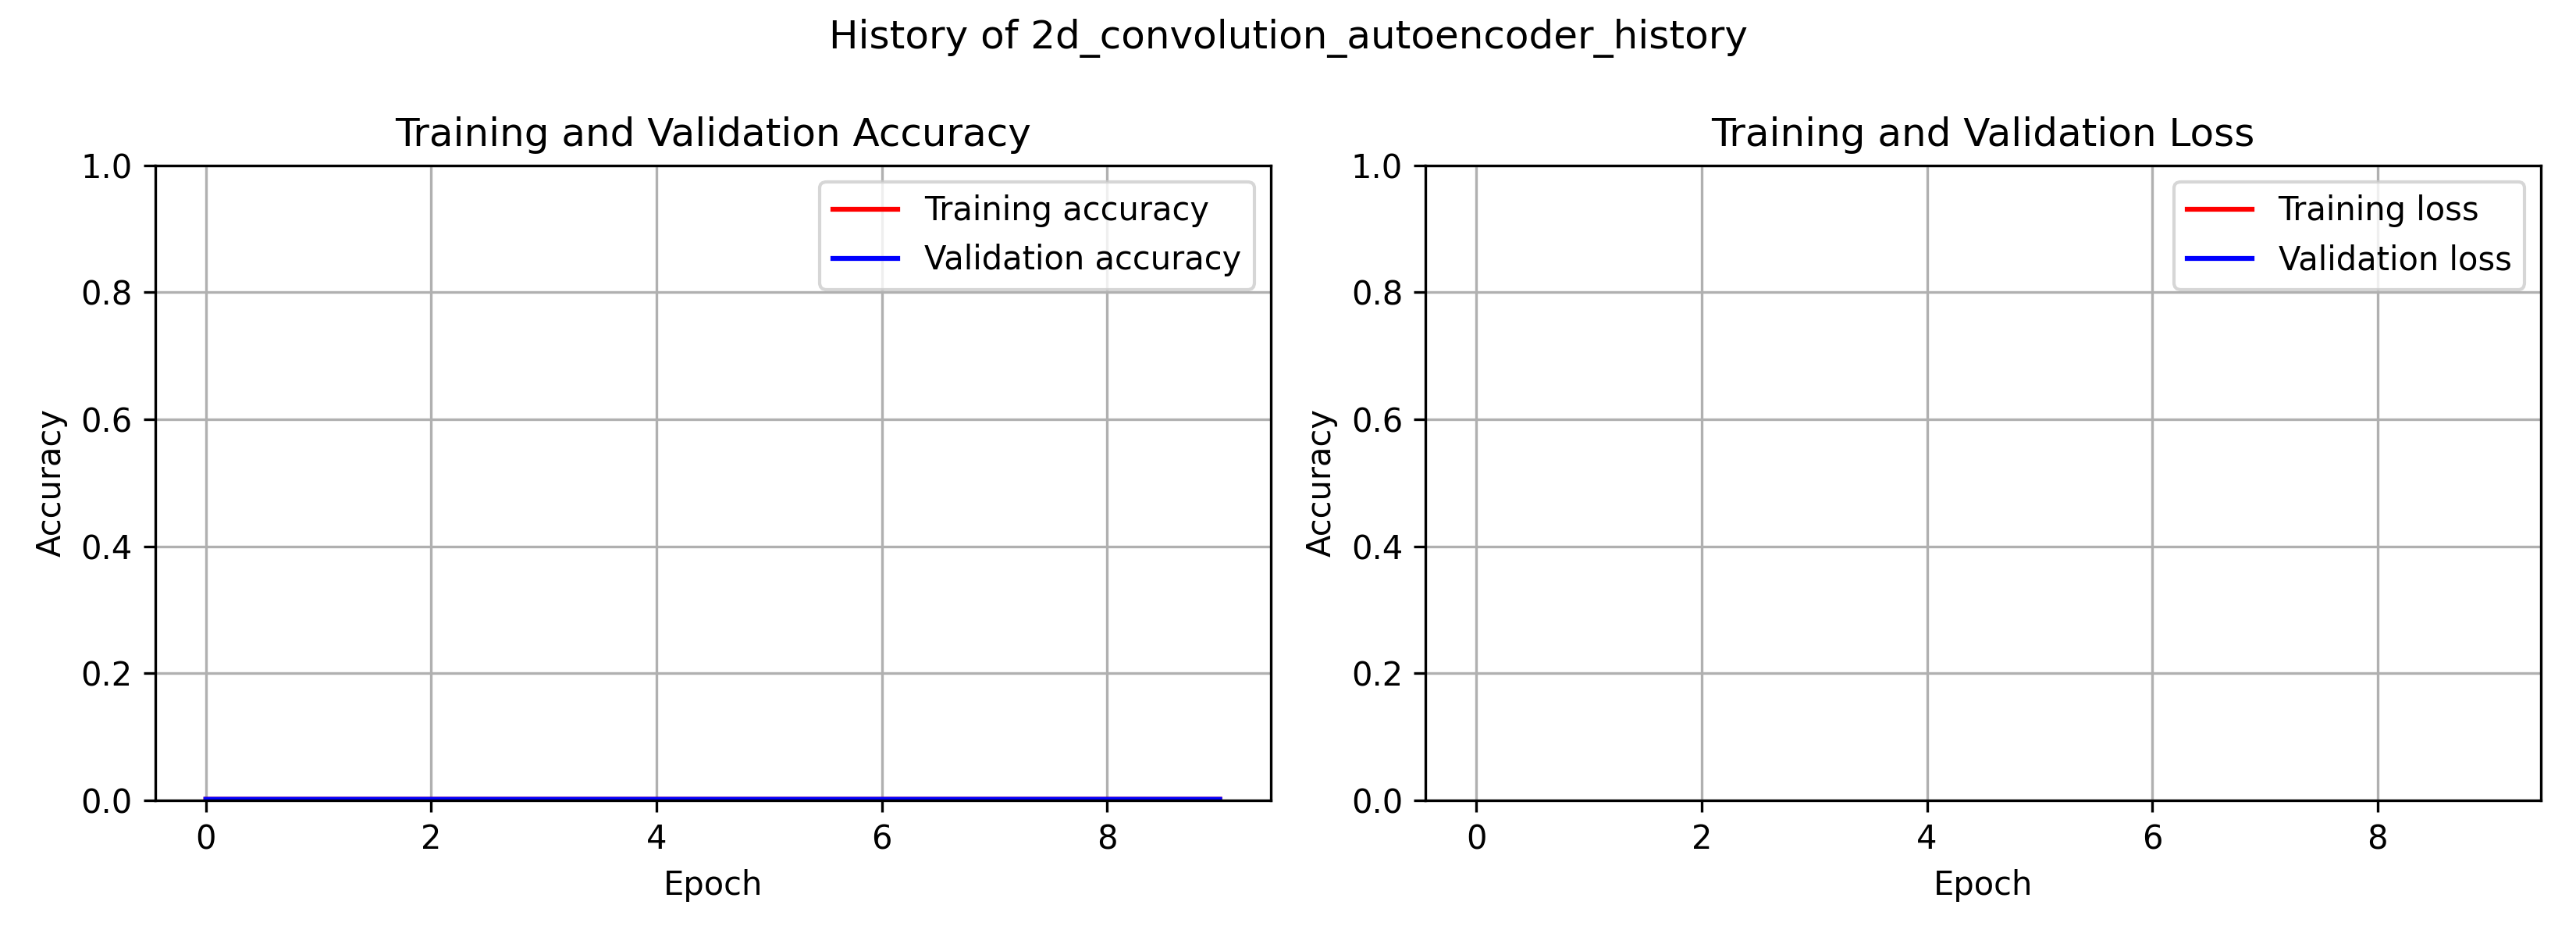 History of 2d_convolution_autoencoder_history
Training and Validation Accuracy
1.0
0.8
0.6
0.4
0.2
0.0
Accuracy
Training accuracy
Validation accuracy
0 2 4 6 8
Epoch
Training and Validation Loss
1.0
0.8
0.6
0.4
0.2
0.0
Accuracy
Training loss
Validation loss
0 2 4 6 8
Epoch